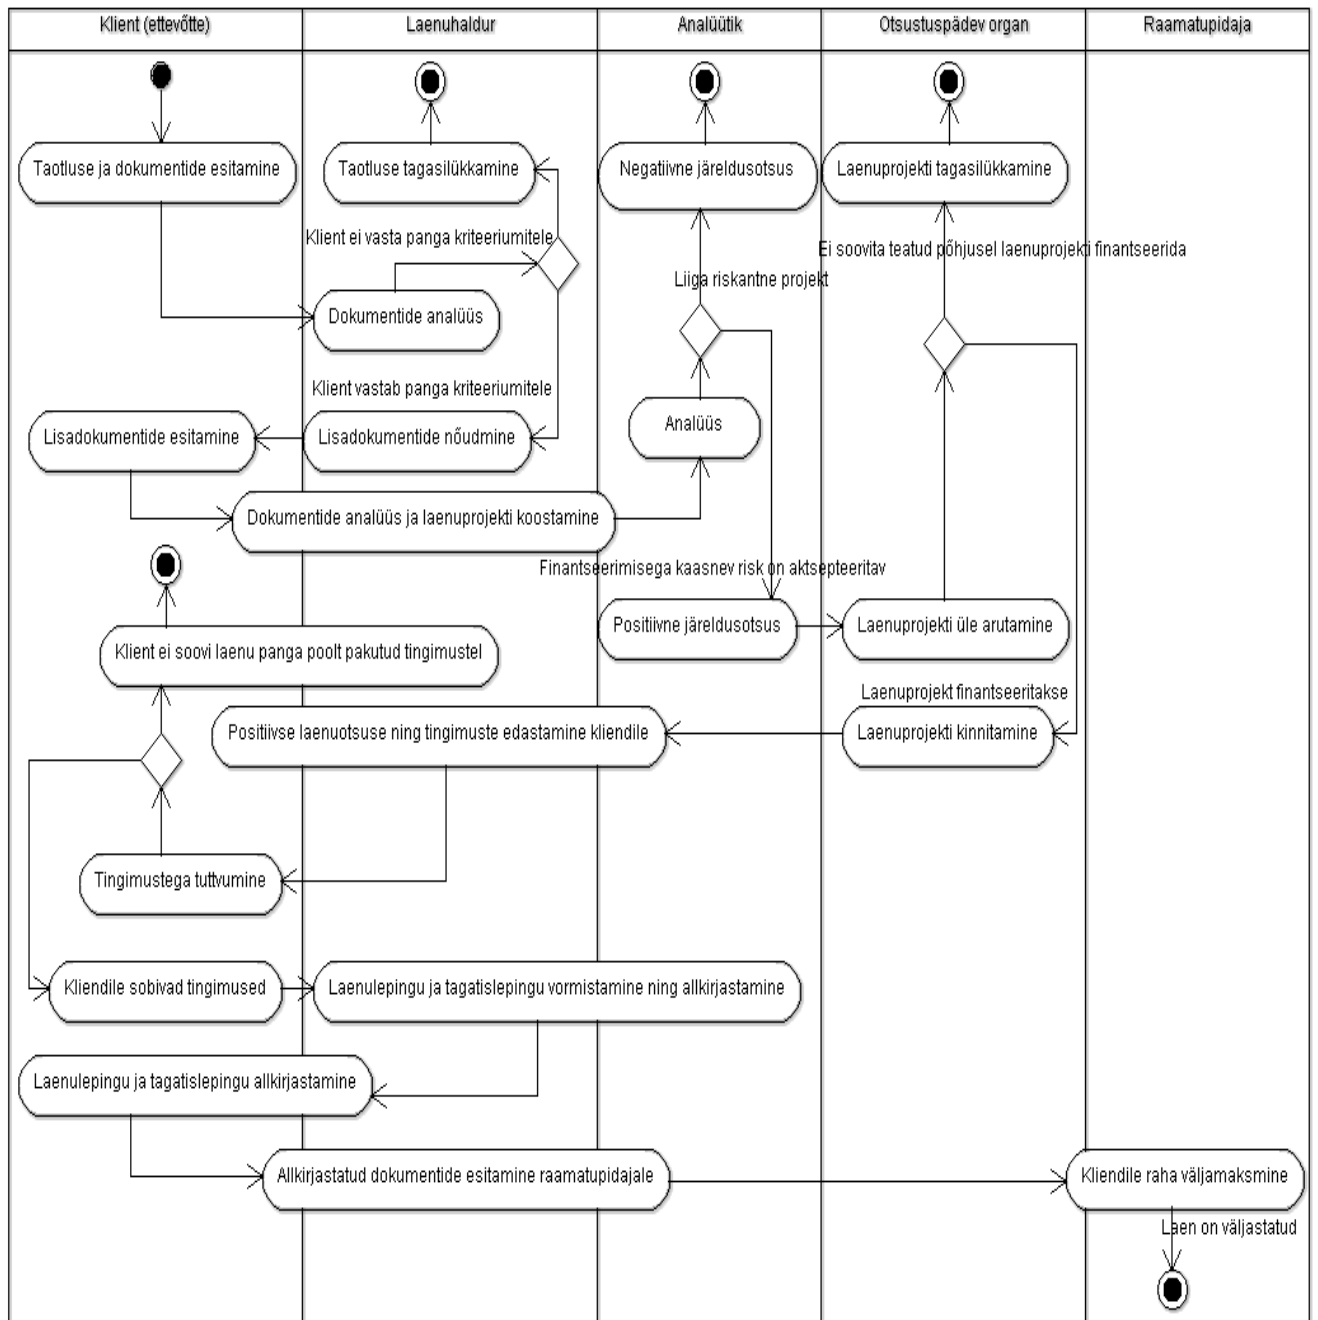 Klient (ettevõtte)
Laenuhaldur
Analüütik
Otsustuspädev organ
Raamatupidaja
Taotluse ja dokumentide esitamine
Taotluse tagasilükkamine
Negatiivne järeldusotsus
Laenuprojekti tagasilükkamine
Klient ei vasta panga kriteeriumitele
Ei soovita teatud põhjusel laenuprojekti finantseerida
Liiga riskantne projekt
Dokumentide analüüs
Klient vastab panga kriteeriumitele
Analüüs
Lisadokumentide esitamine
Lisadokumentide nõudmine
Dokumentide analüüs ja laenuprojekti koostamine
Finantseerimisega kaasnev risk on aktsepteeritav
Positiivne järeldusotsus
Laenuprojekti üle arutamine
Klient ei soovi laenu panga poolt pakutud tingimustel
Laenuprojekt finantseeritakse
Positiivse laenuotsuse ning tingimuste edastamine kliendile
Laenuprojekti kinnitamine
Tingimustega tuttvumine
Kliendile sobivad tingimused
Laenulepingu ja tagatislepingu vormistamine ning allkirjastamine
Laenulepingu ja tagatislepingu allkirjastamine
Allkirjastatud dokumentide esitamine raamatupidajale
Kliendile raha väljamaksmine
Laen on väljastatud